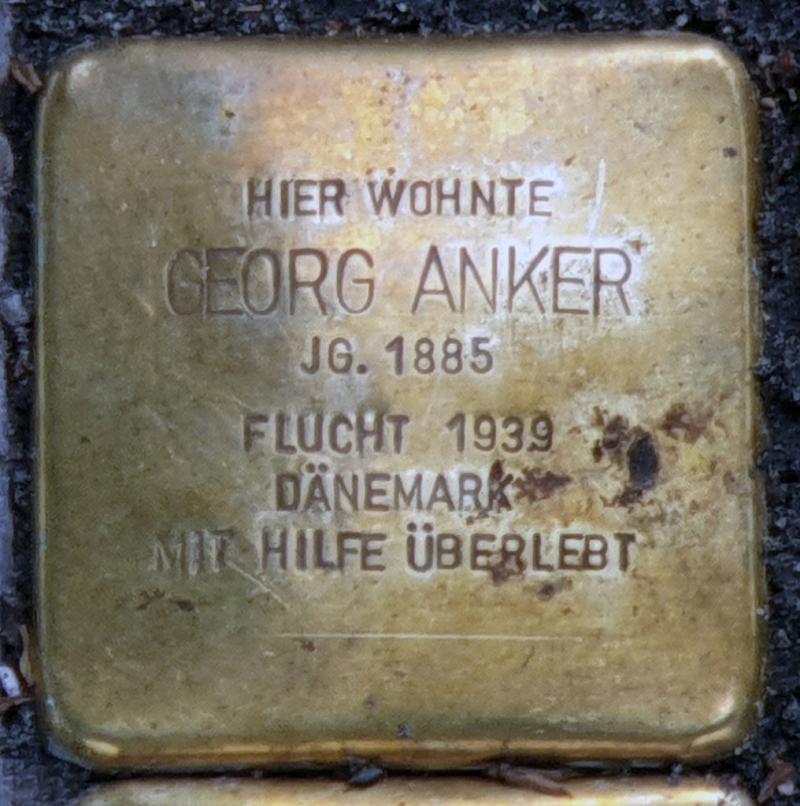 HIER WOHNTE
GEORG ANKER
JG. 1885
FLUCHT 1939
DÄNEMARK
MIT HILFE ÜBERLEBT